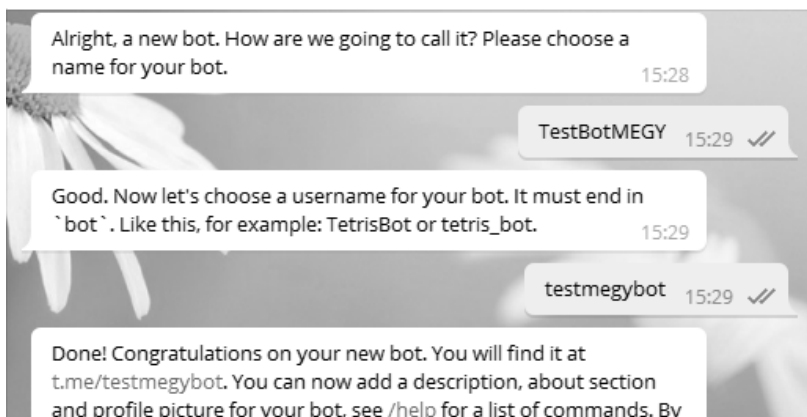 Alright, a new bot. How are we going to call it? Please choose a
name for your bot.
15:28
TestBotMEGY 15:29
Good. Now let's choose a username for your bot. It must end in
`bot`. Like this, for example: TetrisBot or tetris_bot.
15:29
testmegybot 15:29
Done! Congratulations on your new bot. You will find it at
t.me/testmegybot. You can now add a description, about section
and profile picture for your bot, see /help for a list of commands. By